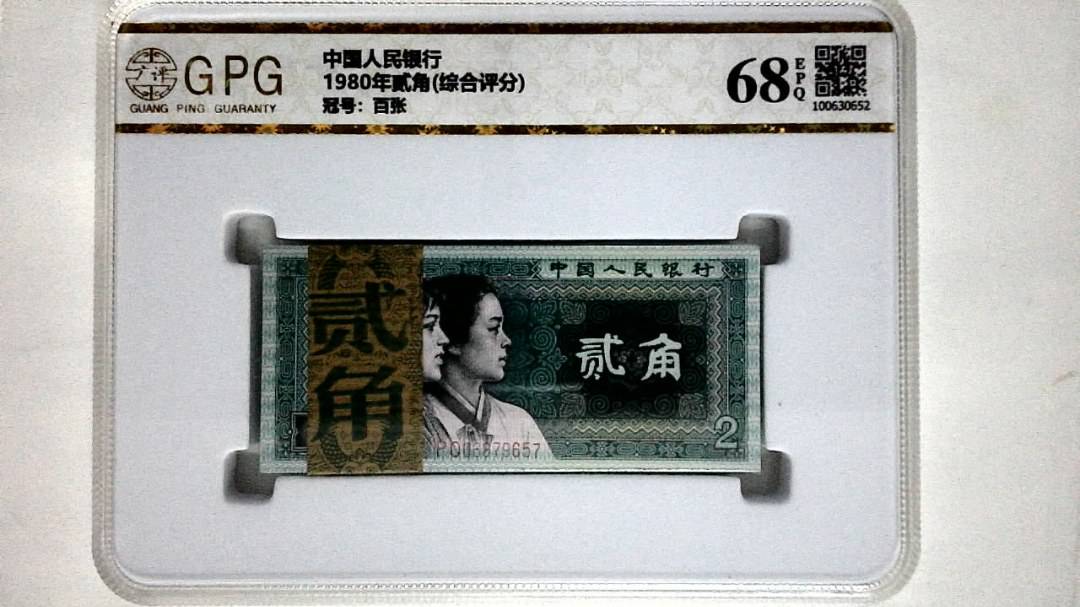 广评
GPG
GUANG PING GUARANTY
中国人民银行
1980年贰角(综合评分)
冠号：百张
68
EPQ
100630652
中国人民银行
贰角
贰角
2